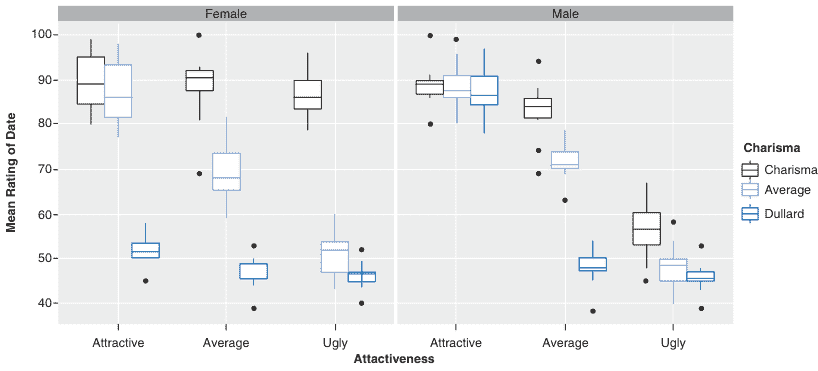 Female
Male
100
90
80
70
60
50
40
Mean Rating of Date
Attractive
Average
Ugly
Attractive
Average
Ugly
Attactiveness
Charisma
Charisma
Average
Dullard